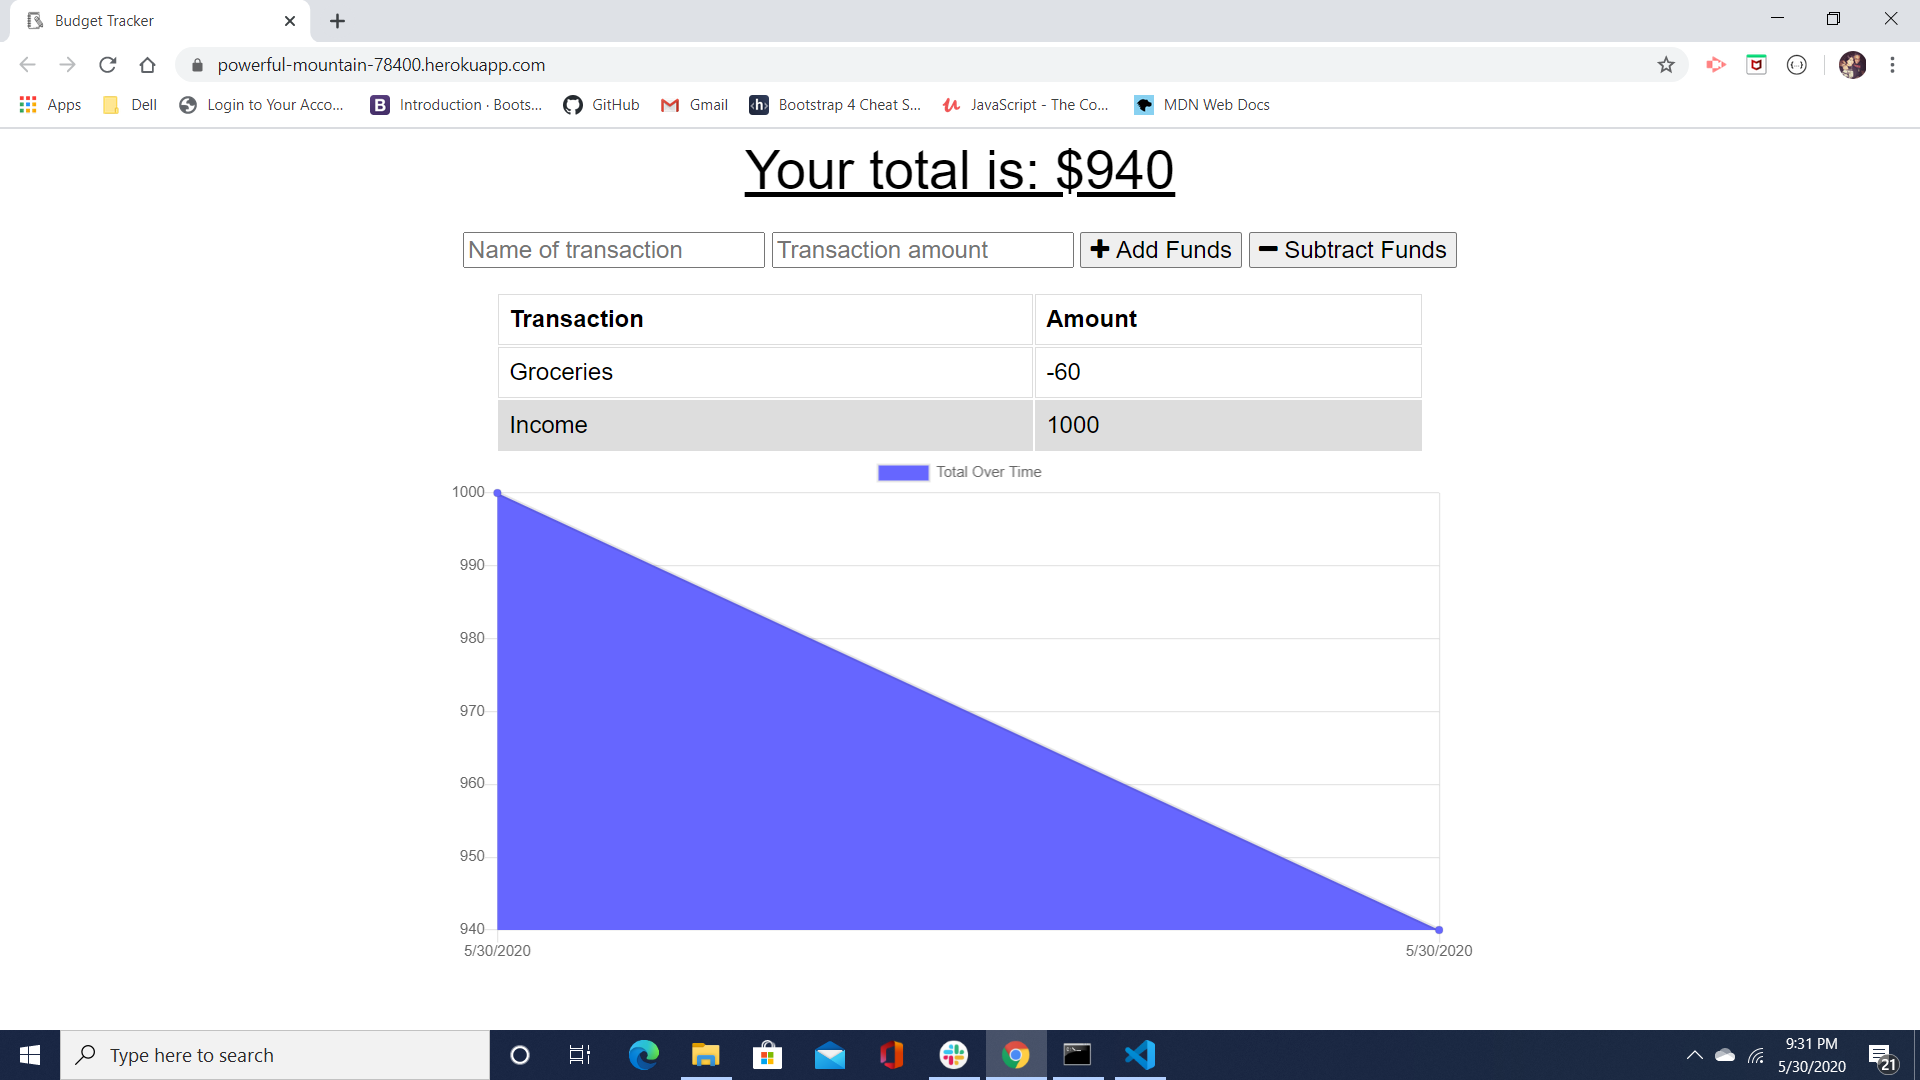 Budget Tracker
powerful-mountain-78400.herokuapp.com
Apps Dell Login to Your Acco... B Introduction · Boots... GitHub Gmail h Bootstrap 4 Cheat S... JavaScript - The Co... MDN Web Docs
Your total is: $940
Name of transaction Transaction amount Add Funds Subtract Funds
Transaction Amount
Groceries -60
Income 1000
Total Over Time
1000
990
980
970
960
950
940
5/30/2020 5/30/2020
Type here to search
9:31 PM
5/30/2020
21